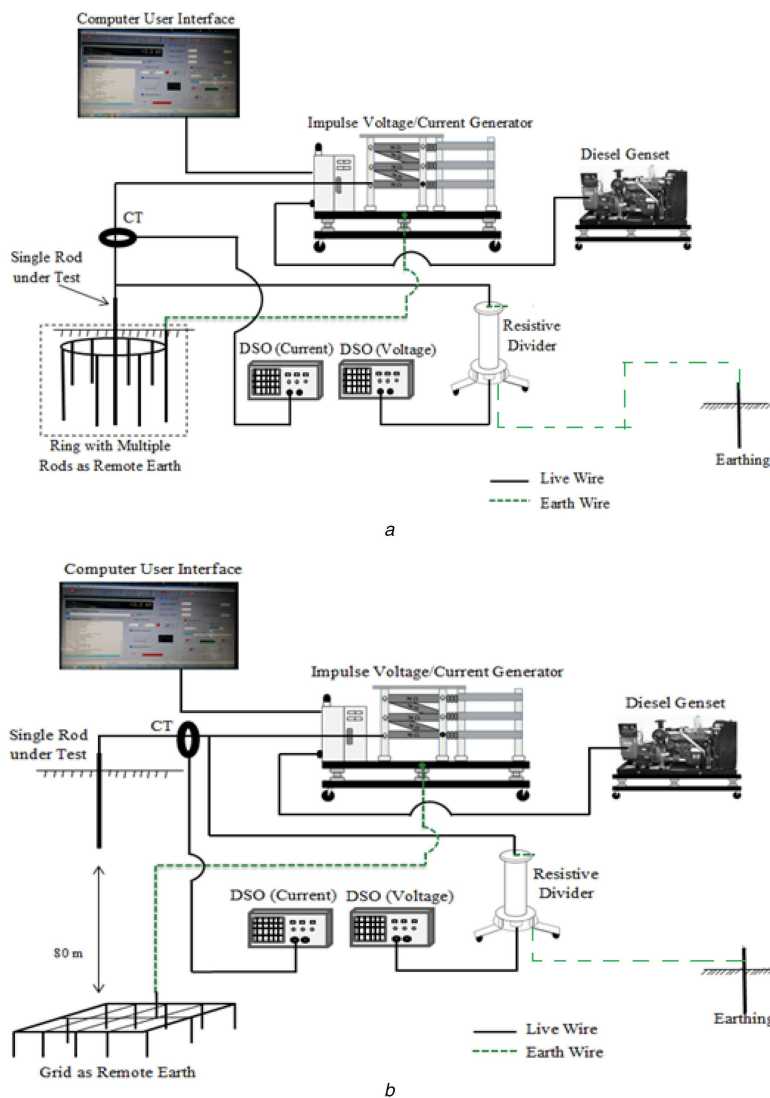 Computer User Interface
Impulse Voltage/Current Generator
Diesel Genset
CT
Single Rod
under Test
Resistive
Divider
DSO (Current)
DSO (Voltage)
Ring with Multiple
Rods as Remote Earth
Earthing
Live Wire
Earth Wire
a
Computer User Interface
Impulse Voltage/Current Generator
Diesel Genset
CT
Single Rod
under Test
Resistive
Divider
DSO (Current)
DSO (Voltage)
80 m
Earthing
Live Wire
Earth Wire
Grid as Remote Earth
b